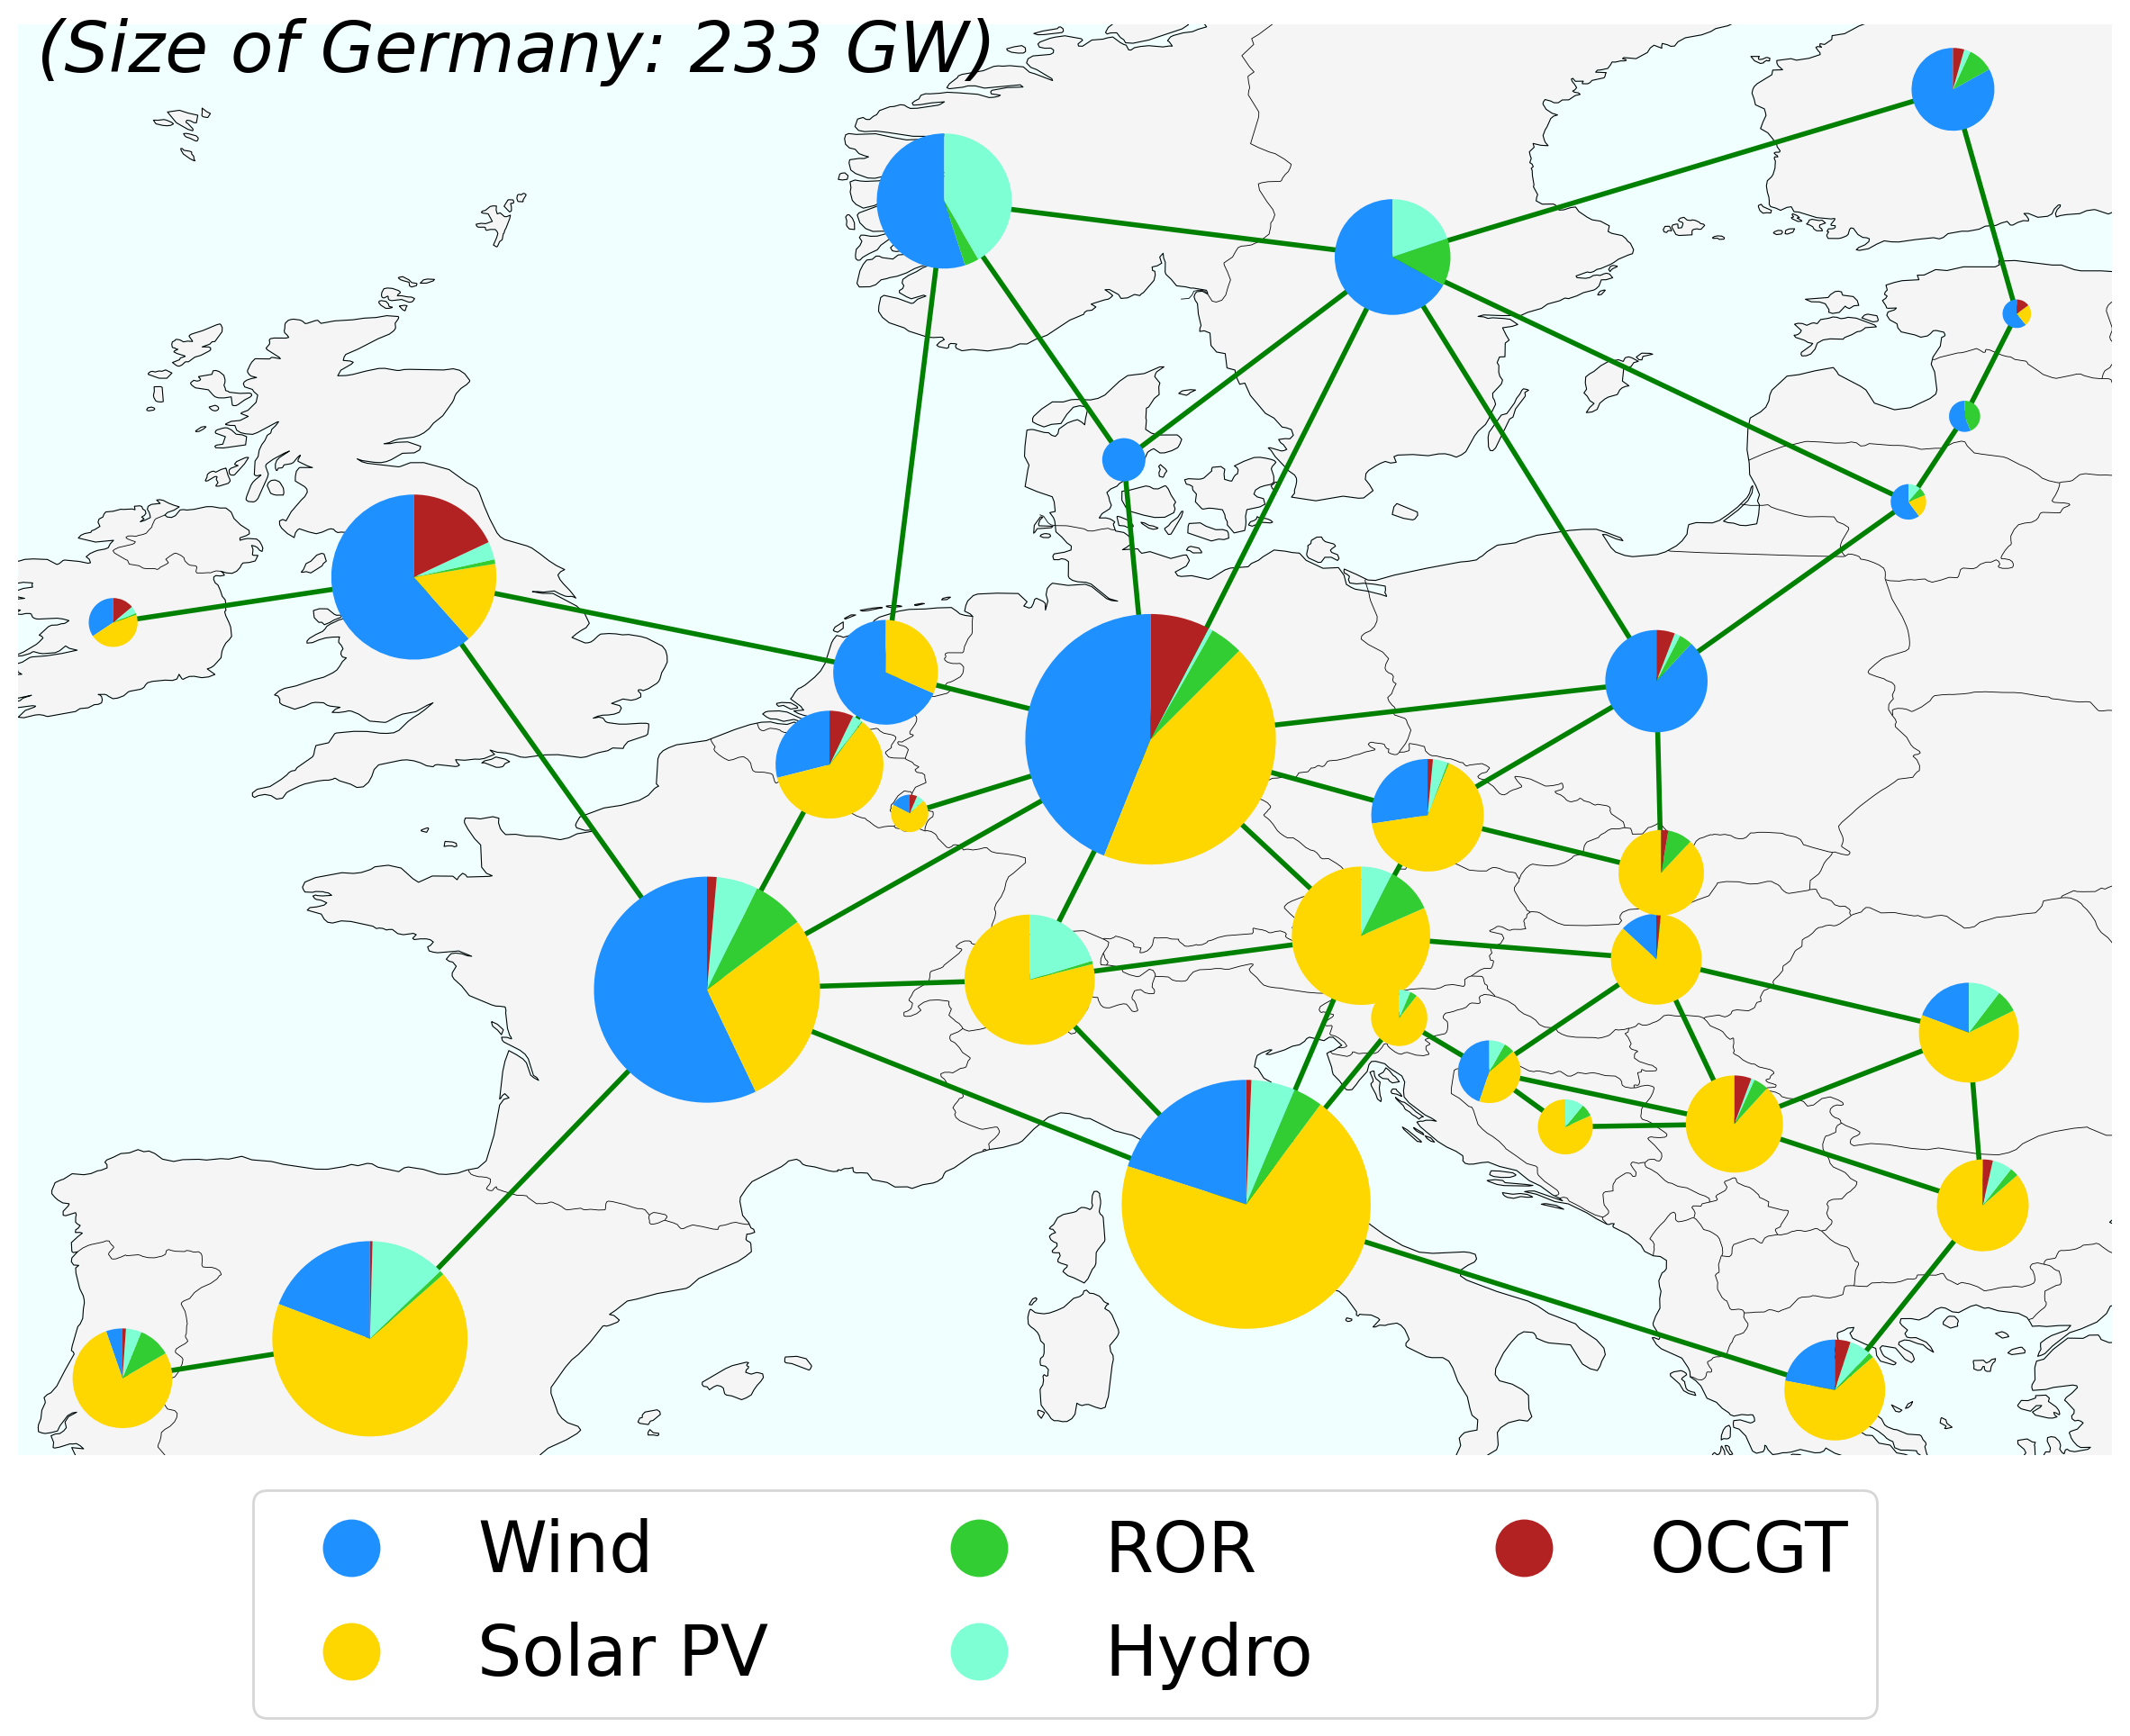 (Size of Germany: 233 GW)
Wind
ROR
OCGT
Solar PV
Hydro